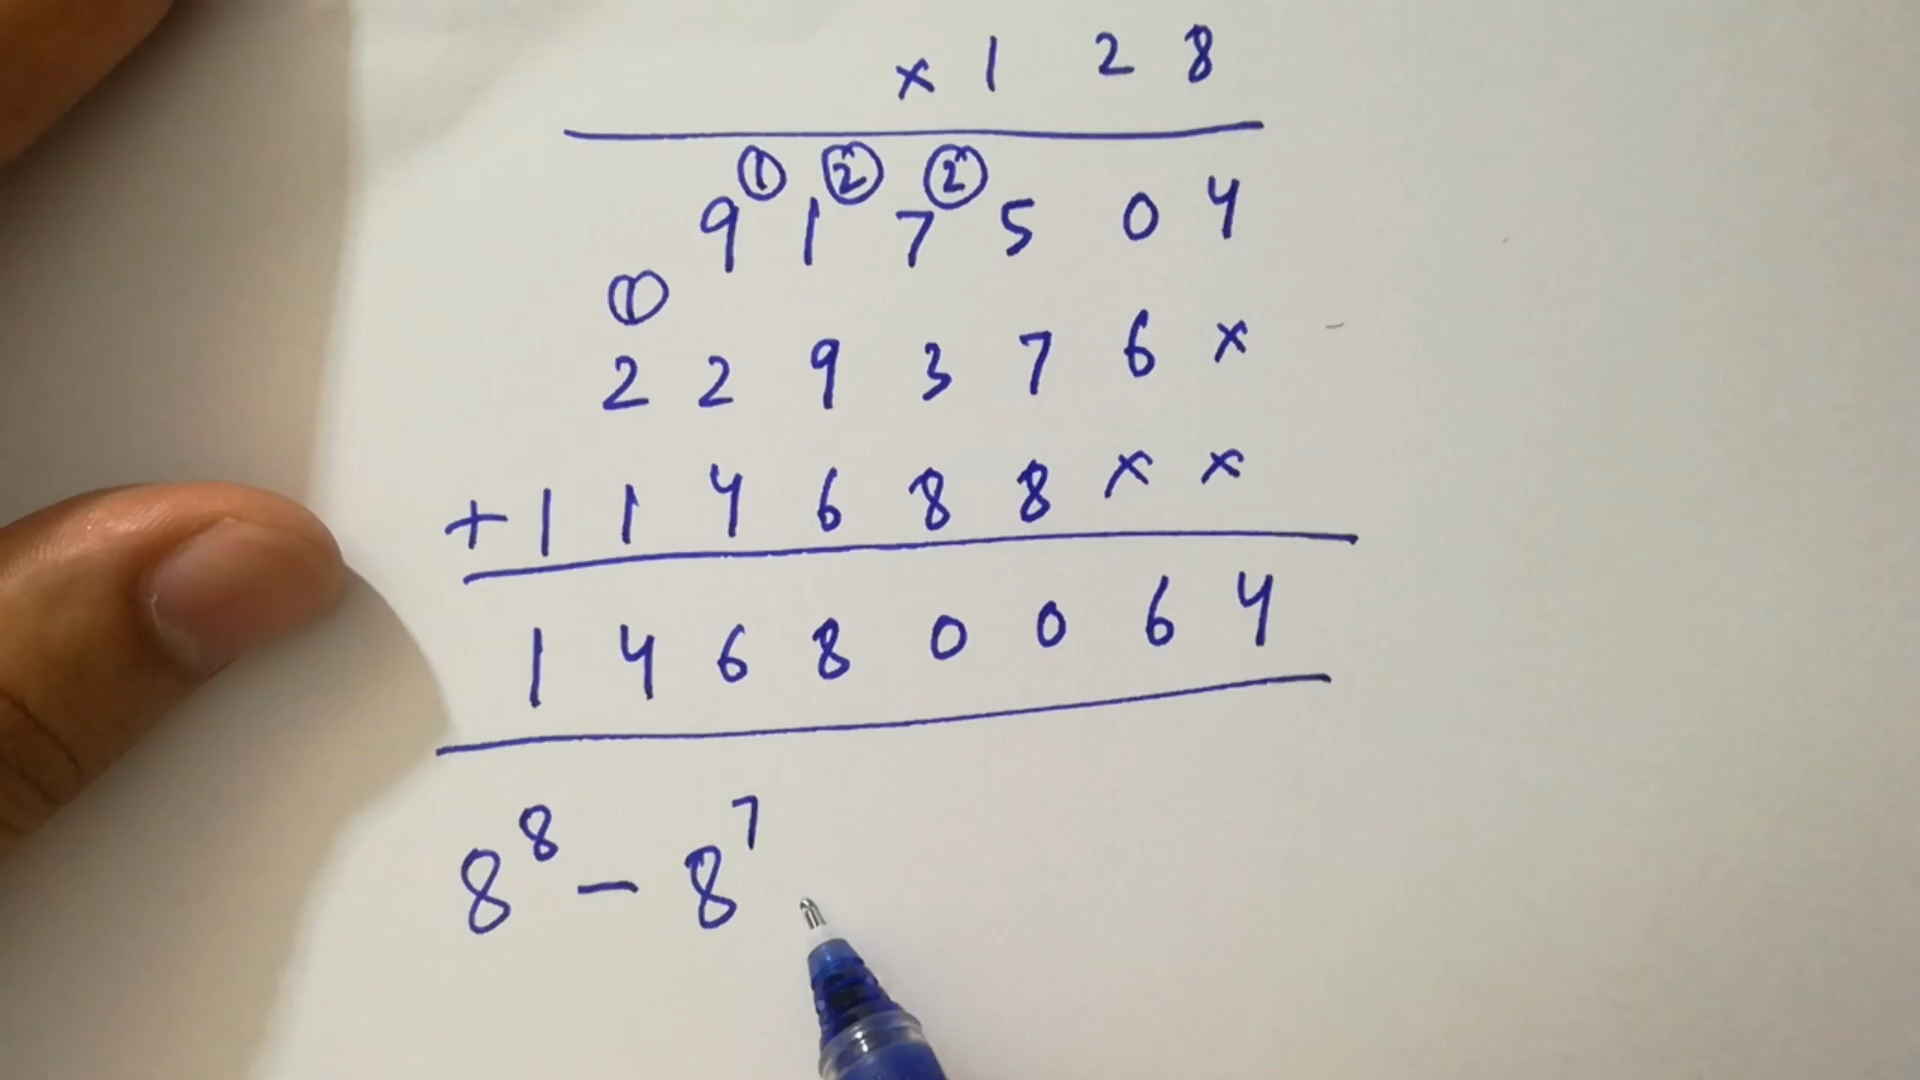 × 1 2 8
① ② ②
9 1 7 5 0 4
①
2 2 9 3 7 6 ×
+ 1 1 4 6 8 8 × ×
1 4 6 8 0 0 6 4
8⁸ − 8⁷